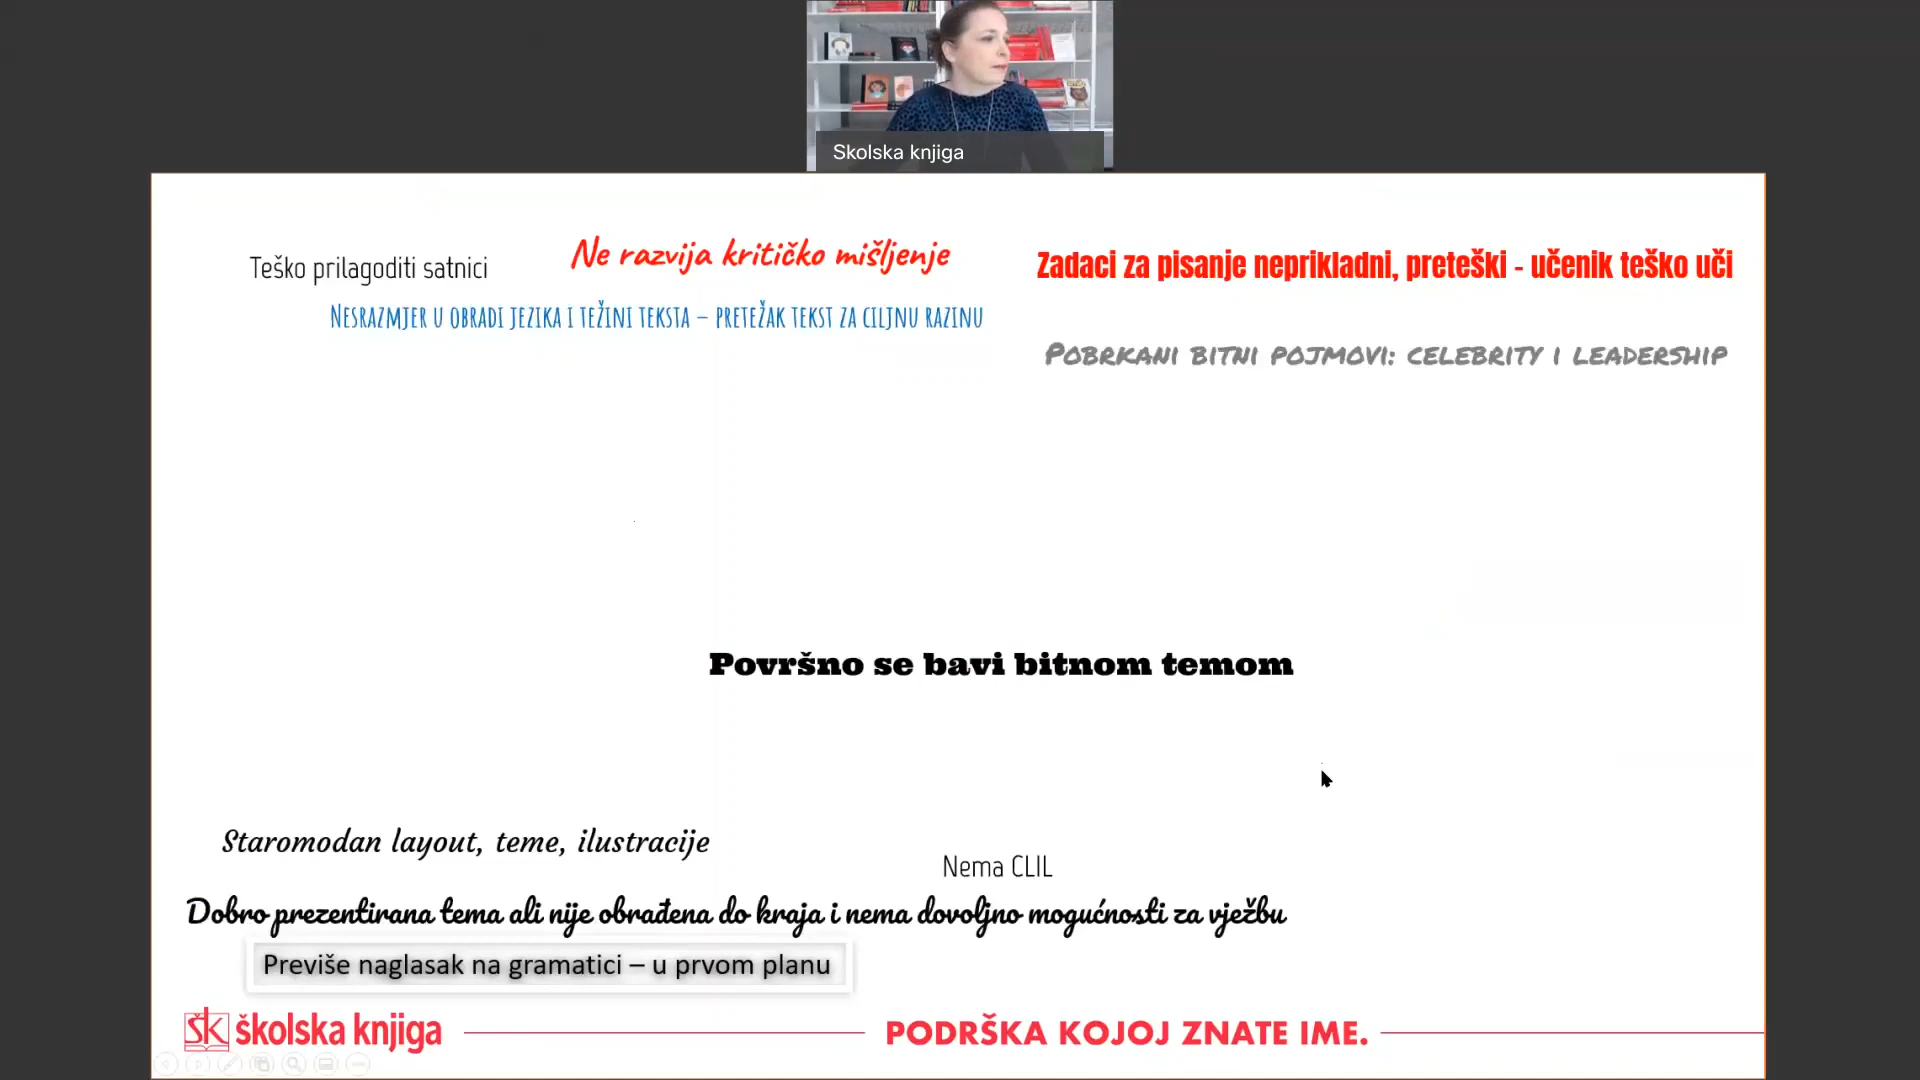 Skolska knjiga
Teško prilagoditi satnici
Ne razvija kritičko mišljenje
Zadaci za pisanje neprikladni, preteški - učenik teško uči
NESRAZMJER U OBRADI JEZIKA I TEŽINI TEKSTA – PRETEŽAK TEKST ZA CILJNU RAZINU
POBRKANI BITNI POJMOVI: CELEBRITY I LEADERSHIP
Površno se bavi bitnom temom
Staromodan layout, teme, ilustracije
Nema CLIL
Dobro prezentirana tema ali nije obrađena do kraja i nema dovoljno mogućnosti za vježbu
Previše naglasak na gramatici – u prvom planu
šk školska knjiga
PODRŠKA KOJOJ ZNATE IME.